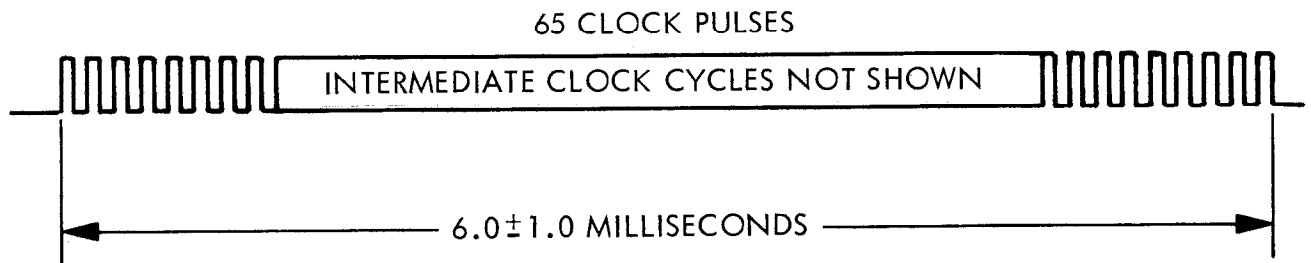 65 CLOCK PULSES
INTERMEDIATE CLOCK CYCLES NOT SHOWN
6.0±1.0 MILLISECONDS